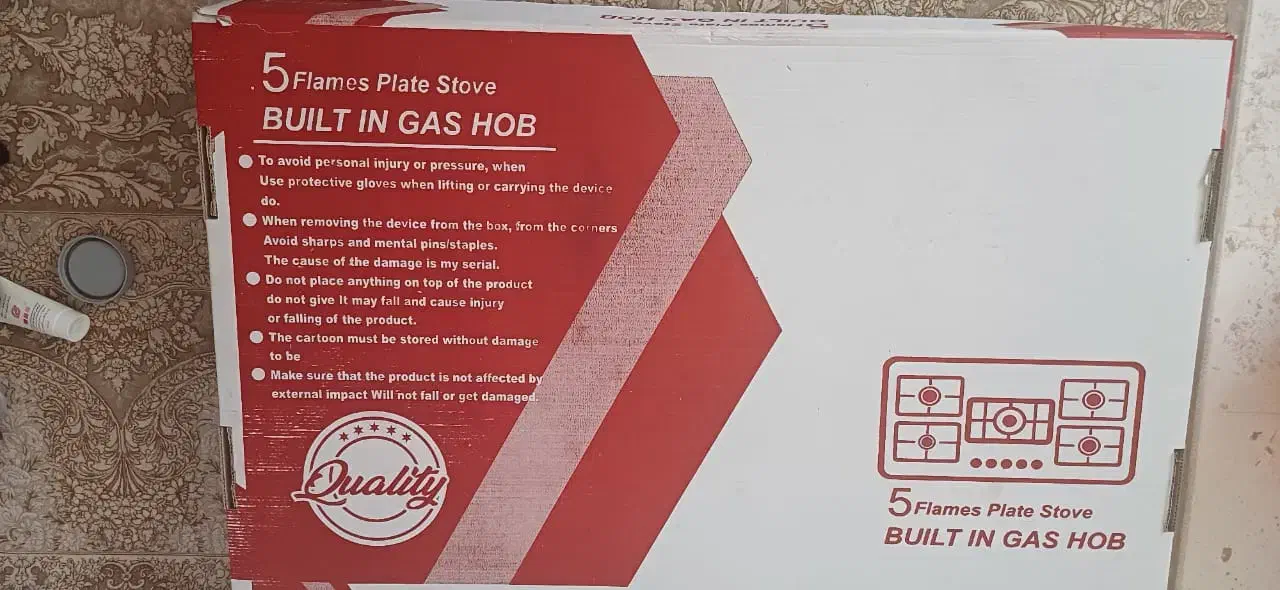 BUILT IN GAS HOB
5 Flames Plate Stove
BUILT IN GAS HOB
To avoid personal injury or pressure, when
Use protective gloves when lifting or carrying the device
do.
When removing the device from the box, from the corners
Avoid sharps and mental pins/staples.
The cause of the damage is my serial.
Do not place anything on top of the product
do not give It may fall and cause injury
or falling of the product.
The cartoon must be stored without damage
to be
Make sure that the product is not affected by
external impact Will not fall or get damaged.
Quality
5 Flames Plate Stove
BUILT IN GAS HOB